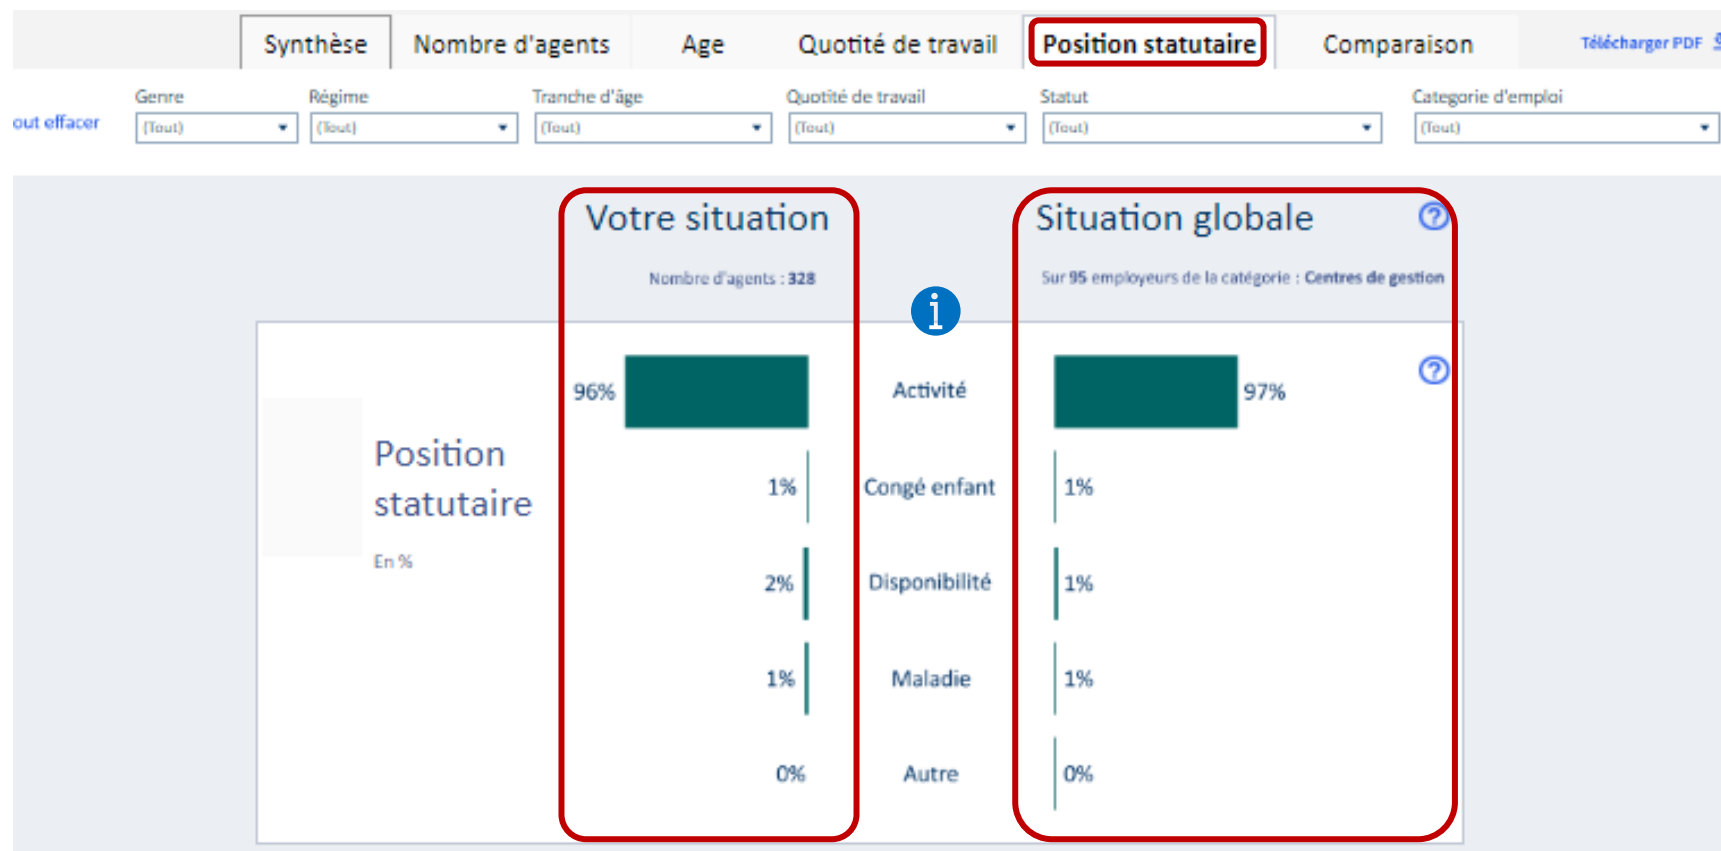 Synthèse Nombre d'agents Age Quotité de travail Position statutaire Comparaison Télécharger PDF
Genre Régime Tranche d'âge Quotité de travail Statut Categorie d'emploi
out effacer (Tout) (Tout) (Tout) (Tout) (Tout) (Tout)
Votre situation Situation globale ?
Nombre d'agents : 328 Sur 95 employeurs de la catégorie : Centres de gestion
i
96% Activité 97% ?
Position
statutaire
En %
1% Congé enfant 1%
2% Disponibilité 1%
1% Maladie 1%
0% Autre 0%